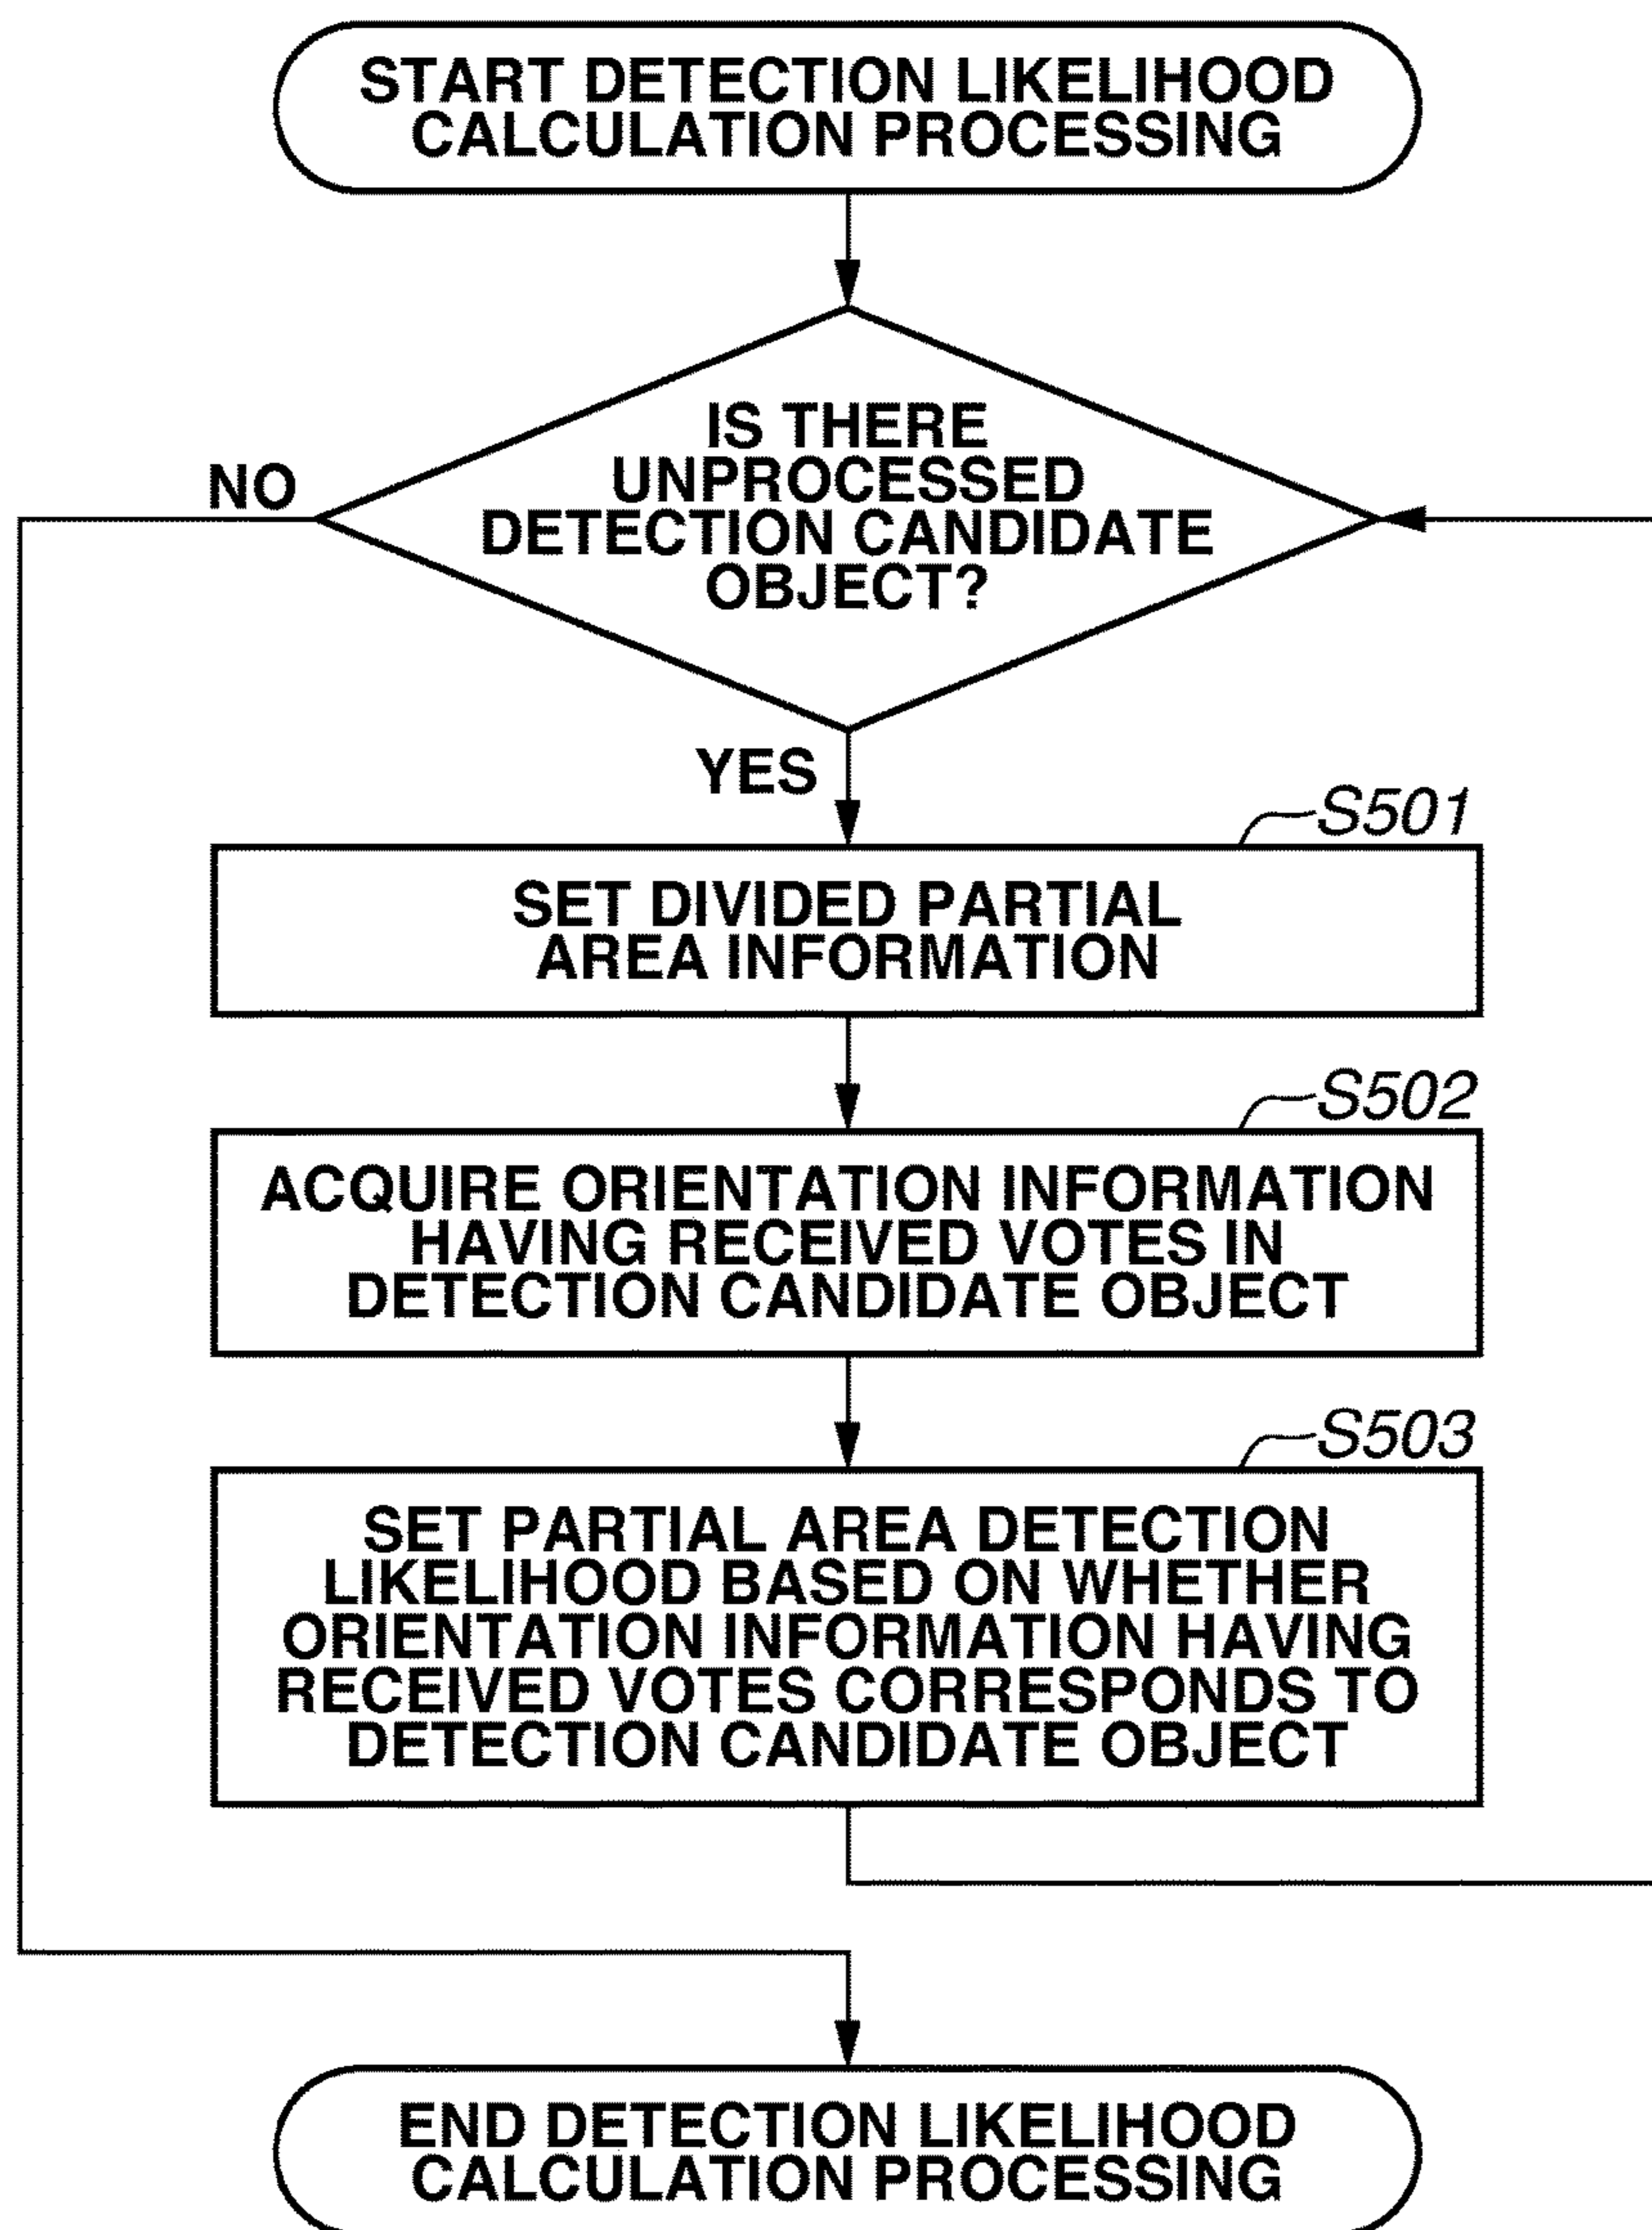 START DETECTION LIKELIHOOD
CALCULATION PROCESSING
IS THERE
UNPROCESSED
DETECTION CANDIDATE
OBJECT?
NO
YES
S501
SET DIVIDED PARTIAL
AREA INFORMATION
S502
ACQUIRE ORIENTATION INFORMATION
HAVING RECEIVED VOTES IN
DETECTION CANDIDATE OBJECT
S503
SET PARTIAL AREA DETECTION
LIKELIHOOD BASED ON WHETHER
ORIENTATION INFORMATION HAVING
RECEIVED VOTES CORRESPONDS TO
DETECTION CANDIDATE OBJECT
END DETECTION LIKELIHOOD
CALCULATION PROCESSING